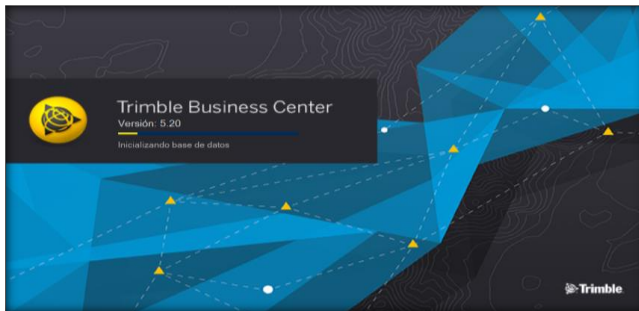 Trimble Business Center
Versión: 5.20
Inicializando base de datos
Trimble